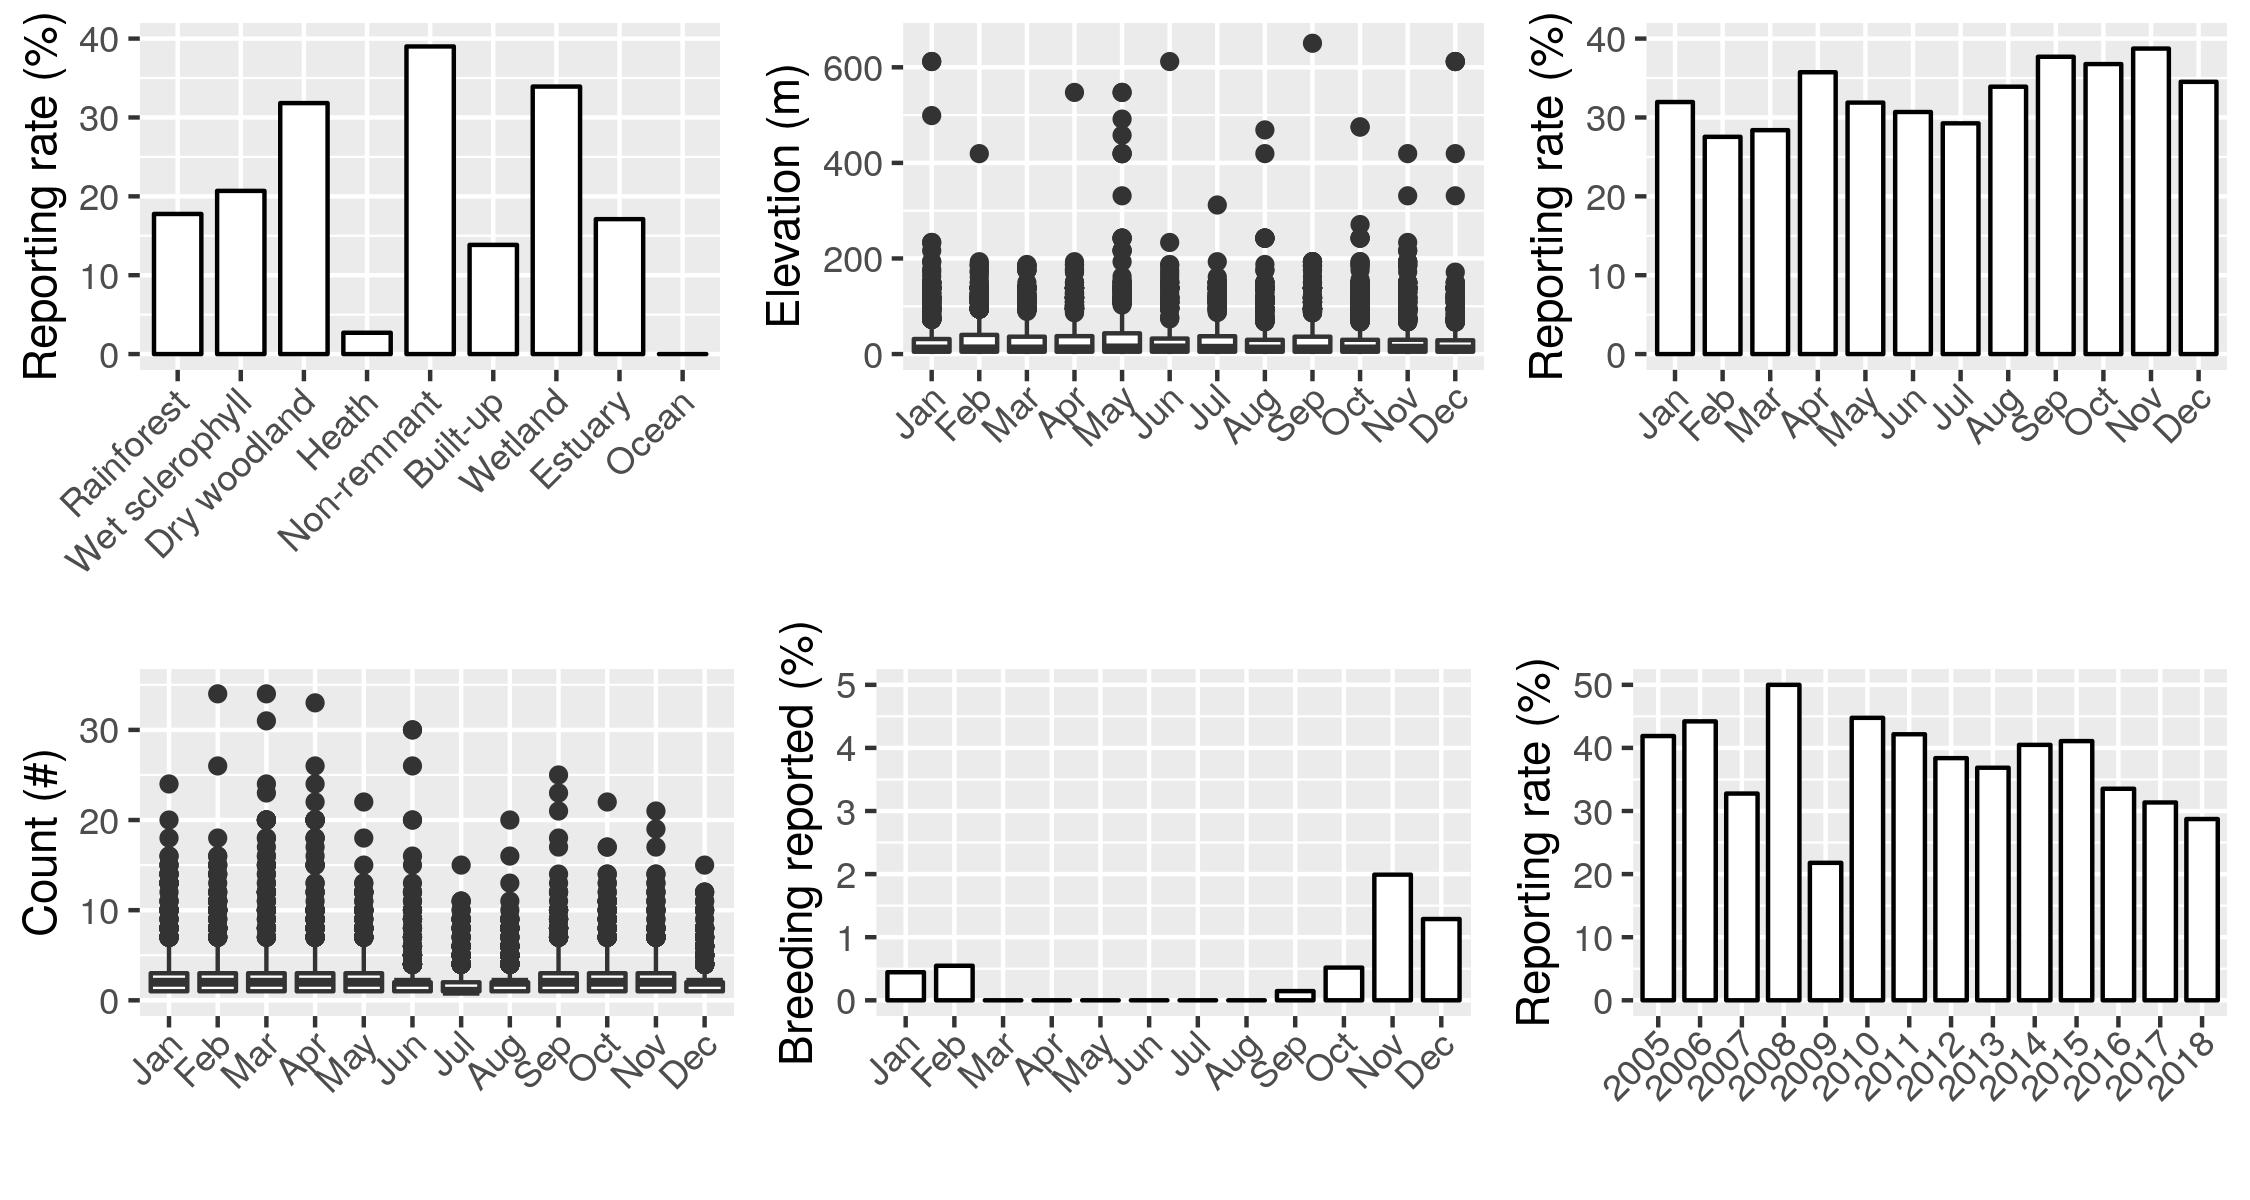 Reporting rate (%)
40
30
20
10
0
Rainforest
Wet sclerophyll
Dry woodland
Heath
Non-remnant
Built-up
Wetland
Estuary
Ocean
Elevation (m)
600
400
200
0
Jan
Feb
Mar
Apr
May
Jun
Jul
Aug
Sep
Oct
Nov
Dec
Reporting rate (%)
40
30
20
10
0
Jan
Feb
Mar
Apr
May
Jun
Jul
Aug
Sep
Oct
Nov
Dec
Count (#)
30
20
10
0
Jan
Feb
Mar
Apr
May
Jun
Jul
Aug
Sep
Oct
Nov
Dec
Breeding reported (%)
5
4
3
2
1
0
Jan
Feb
Mar
Apr
May
Jun
Jul
Aug
Sep
Oct
Nov
Dec
Reporting rate (%)
50
40
30
20
10
0
2005
2006
2007
2008
2009
2010
2011
2012
2013
2014
2015
2016
2017
2018